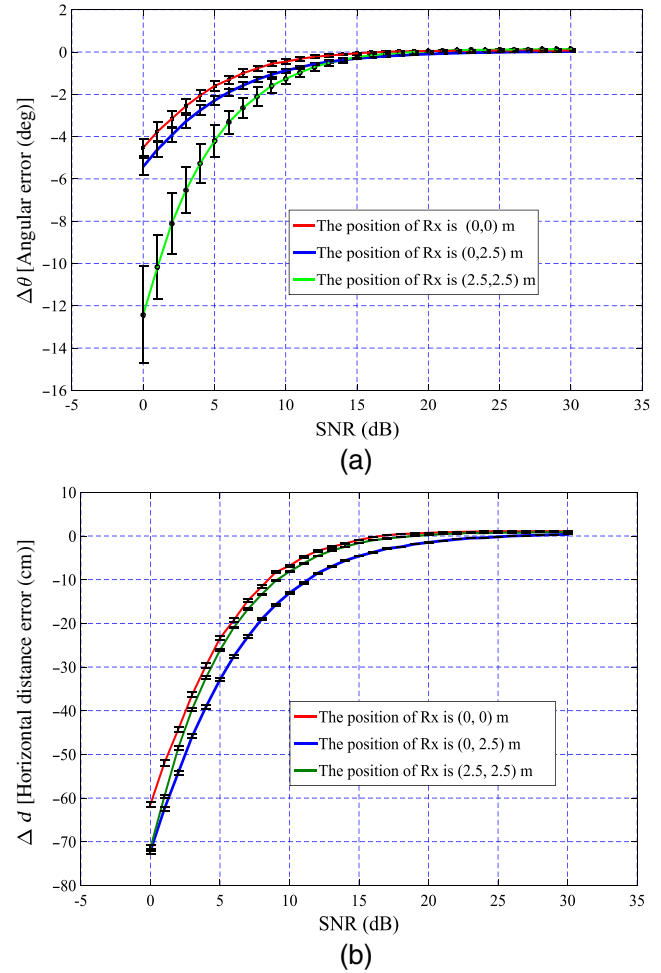 2
0
-2
-4
-6
-8
-10
-12
-14
-16
Δθ [Angular error (deg)]
The position of Rx is (0,0) m
The position of Rx is (0,2.5) m
The position of Rx is (2.5,2.5) m
-5 0 5 10 15 20 25 30 35
SNR (dB)
(a)
10
0
-10
-20
-30
-40
-50
-60
-70
-80
Δ d [Horizontal distance error (cm)]
The position of Rx is (0, 0) m
The position of Rx is (0, 2.5) m
The position of Rx is (2.5, 2.5) m
-5 0 5 10 15 20 25 30 35
SNR (dB)
(b)